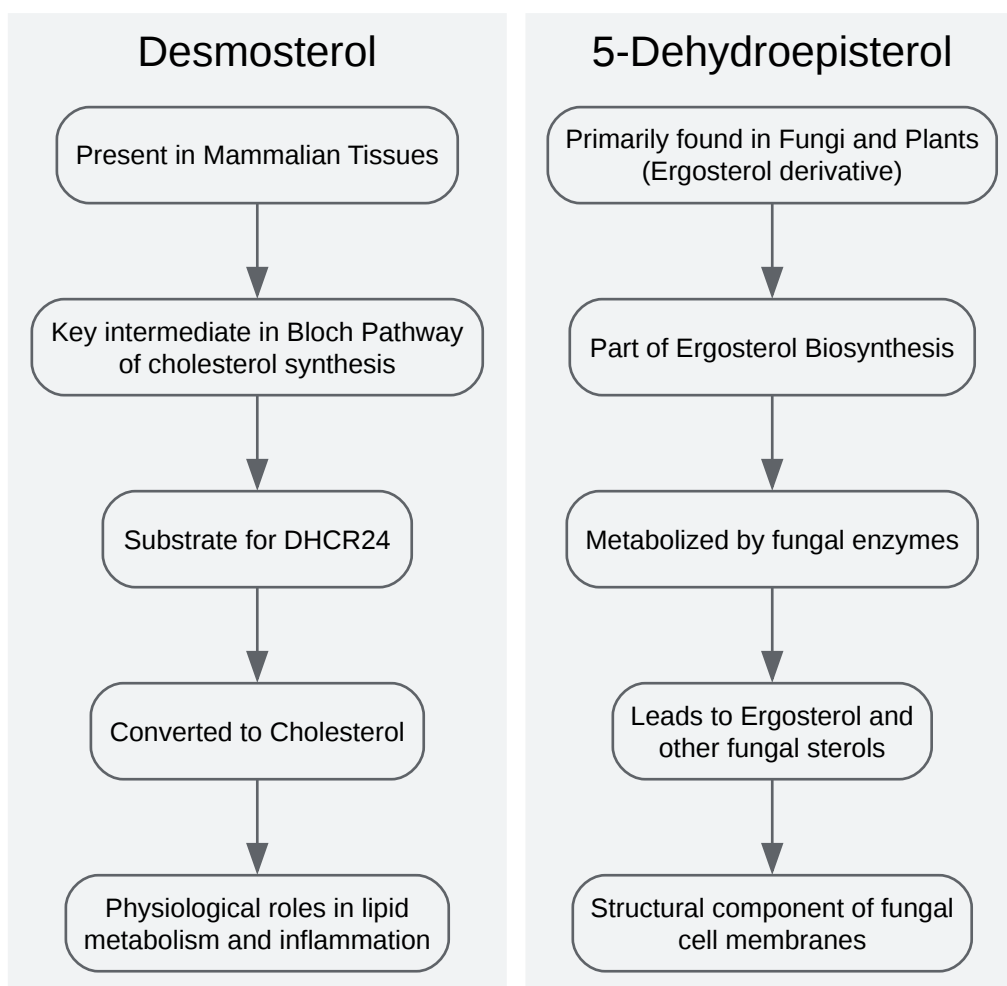 Desmosterol
Present in Mammalian Tissues
Key intermediate in Bloch Pathway
of cholesterol synthesis
Substrate for DHCR24
Converted to Cholesterol
Physiological roles in lipid
metabolism and inflammation
5-Dehydroepisterol
Primarily found in Fungi and Plants
(Ergosterol derivative)
Part of Ergosterol Biosynthesis
Metabolized by fungal enzymes
Leads to Ergosterol and
other fungal sterols
Structural component of fungal
cell membranes